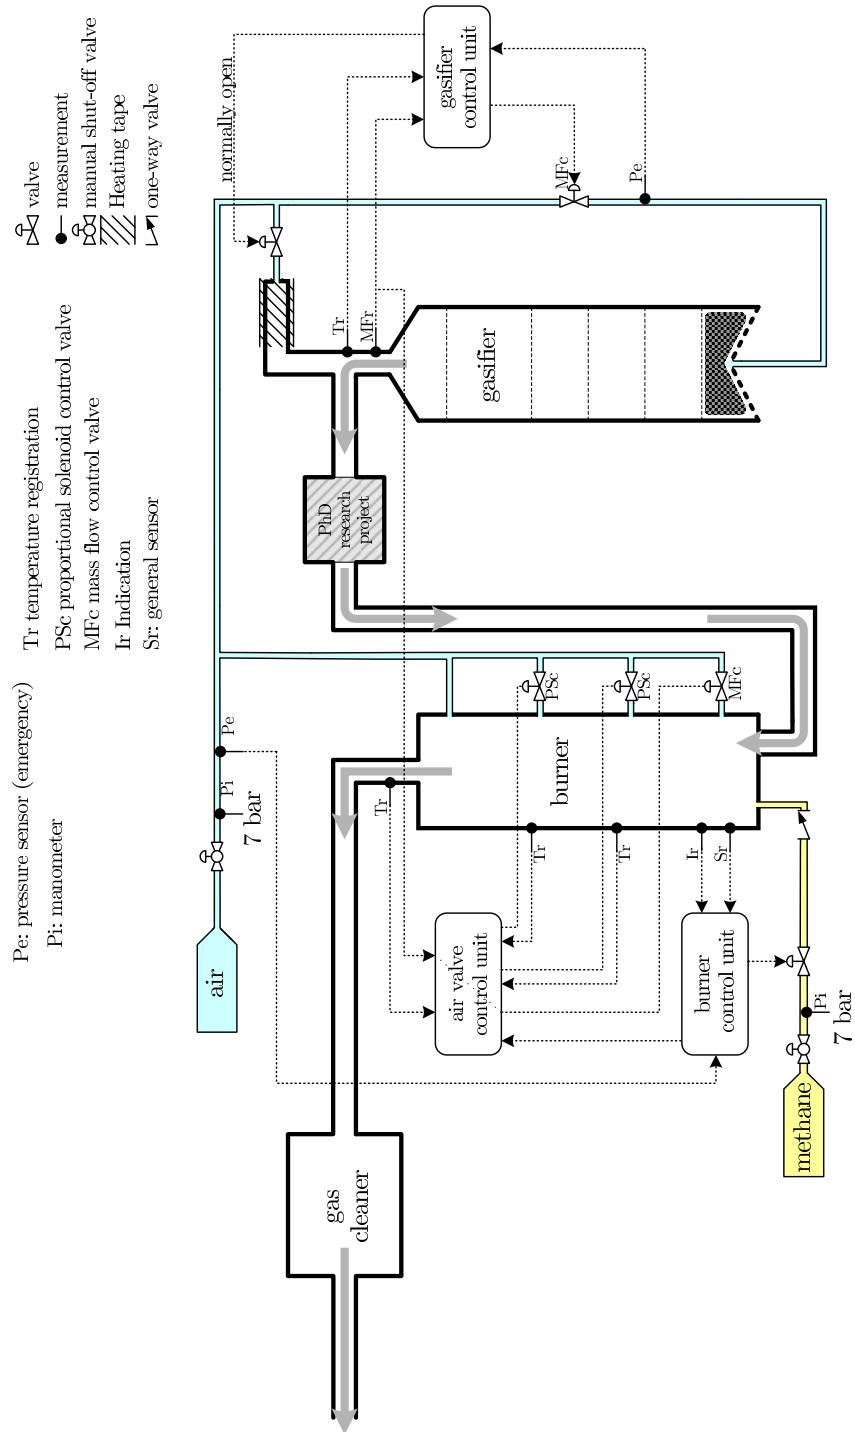 Pe: pressure sensor (emergency)
Pi: manometer
Tr temperature registration
PSc proportional solenoid control valve
MFc mass flow control valve
Ir Indication
Sr: general sensor
valve
measurement
manual shut-off valve
Heating tape
one-way valve
air
7 bar
Pi
Pe
normally open
gasifier
control unit
Tr
MFr
MFc
Pe
gasifier
PhD
research
project
PSc
PSc
MFc
burner
Tr
Tr
Tr
Ir
Sr
air valve
control unit
burner
control unit
gas
cleaner
methane
Pi
7 bar